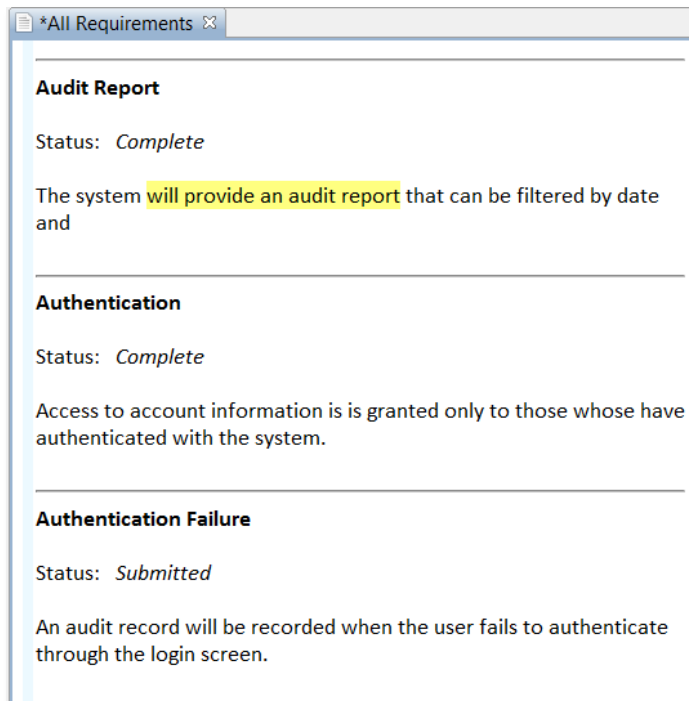 *All Requirements
Audit Report
Status: Complete
The system will provide an audit report that can be filtered by date
and
Authentication
Status: Complete
Access to account information is is granted only to those whose have
authenticated with the system.
Authentication Failure
Status: Submitted
An audit record will be recorded when the user fails to authenticate
through the login screen.